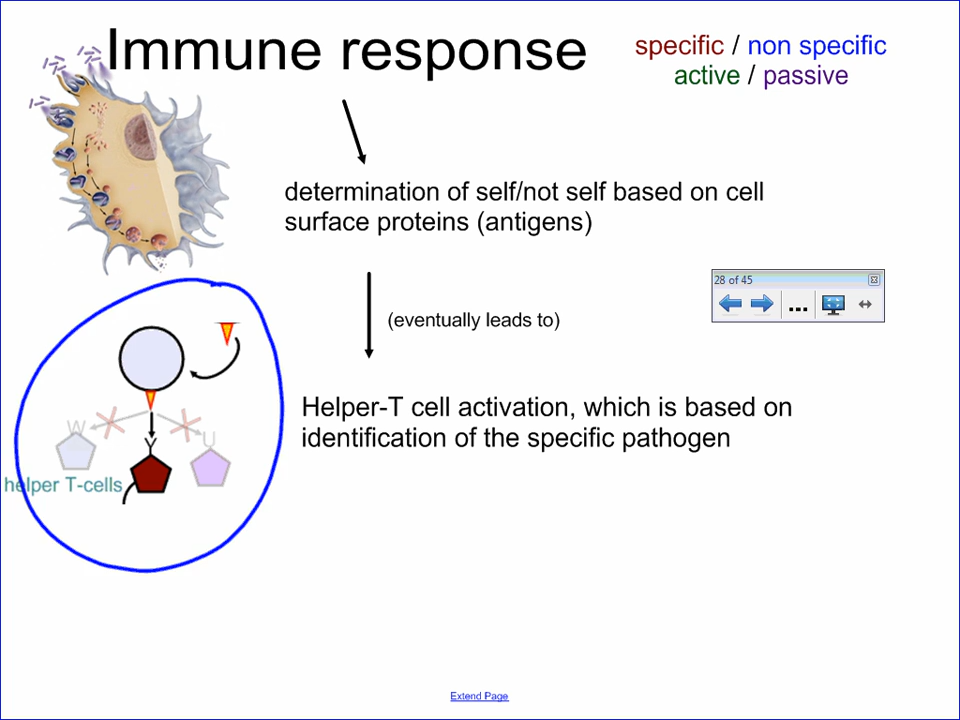 Immune response
specific / non specific
active / passive
determination of self/not self based on cell
surface proteins (antigens)
28 of 45
(eventually leads to)
Helper-T cell activation, which is based on
identification of the specific pathogen
W
Y
U
helper T-cells
Extend Page